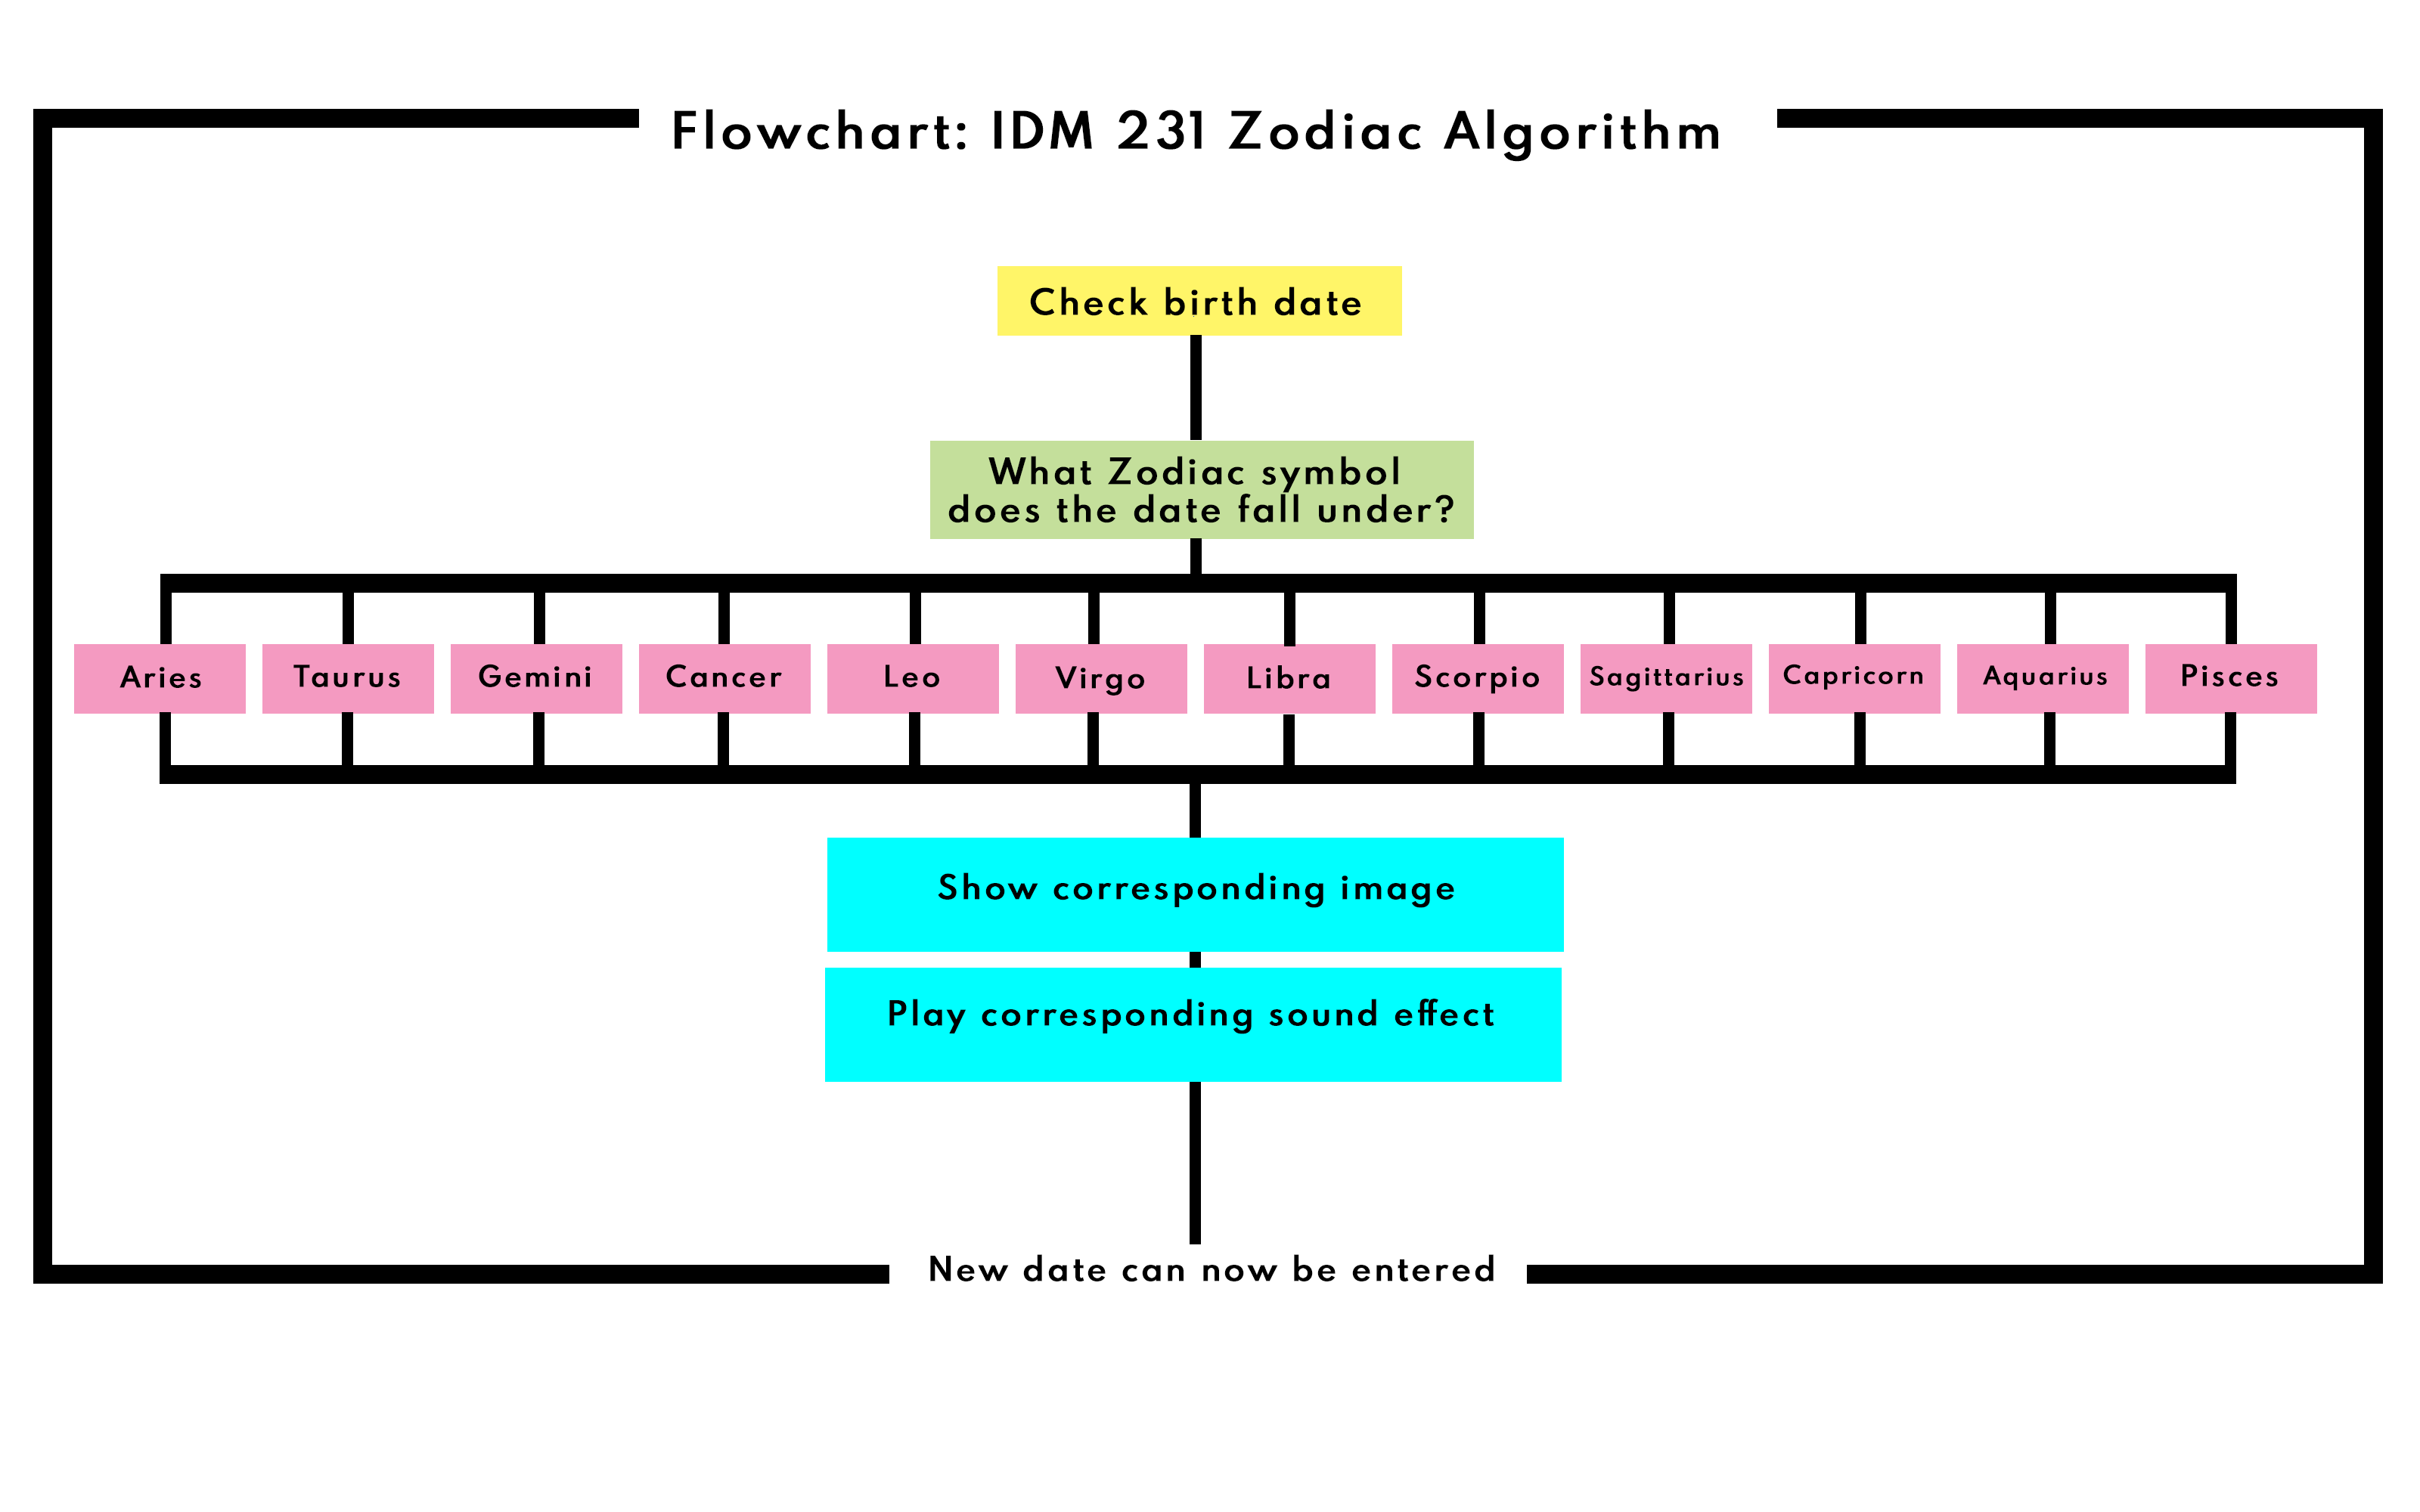 Flowchart: IDM 231 Zodiac Algorithm
Check birth date
What Zodiac symbol
does the date fall under?
Aries
Taurus
Gemini
Cancer
Leo
Virgo
Libra
Scorpio
Sagittarius
Capricorn
Aquarius
Pisces
Show corresponding image
Play corresponding sound effect
New date can now be entered